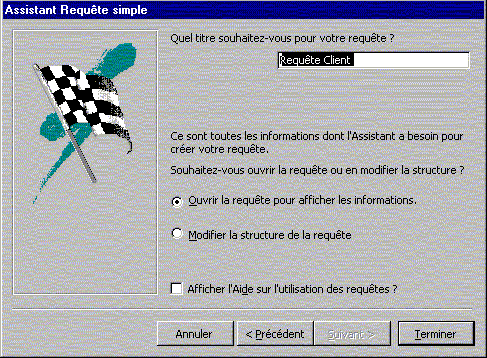 Assistant Requête simple
Quel titre souhaitez-vous pour votre requête ?
Requête Client
Ce sont toutes les informations dont l'Assistant a besoin pour
créer votre requête.
Souhaitez-vous ouvrir la requête ou en modifier la structure ?
Ouvrir la requête pour afficher les informations.
Modifier la structure de la requête
Afficher l'Aide sur l'utilisation des requêtes ?
Annuler < Précédent Suivant > Terminer